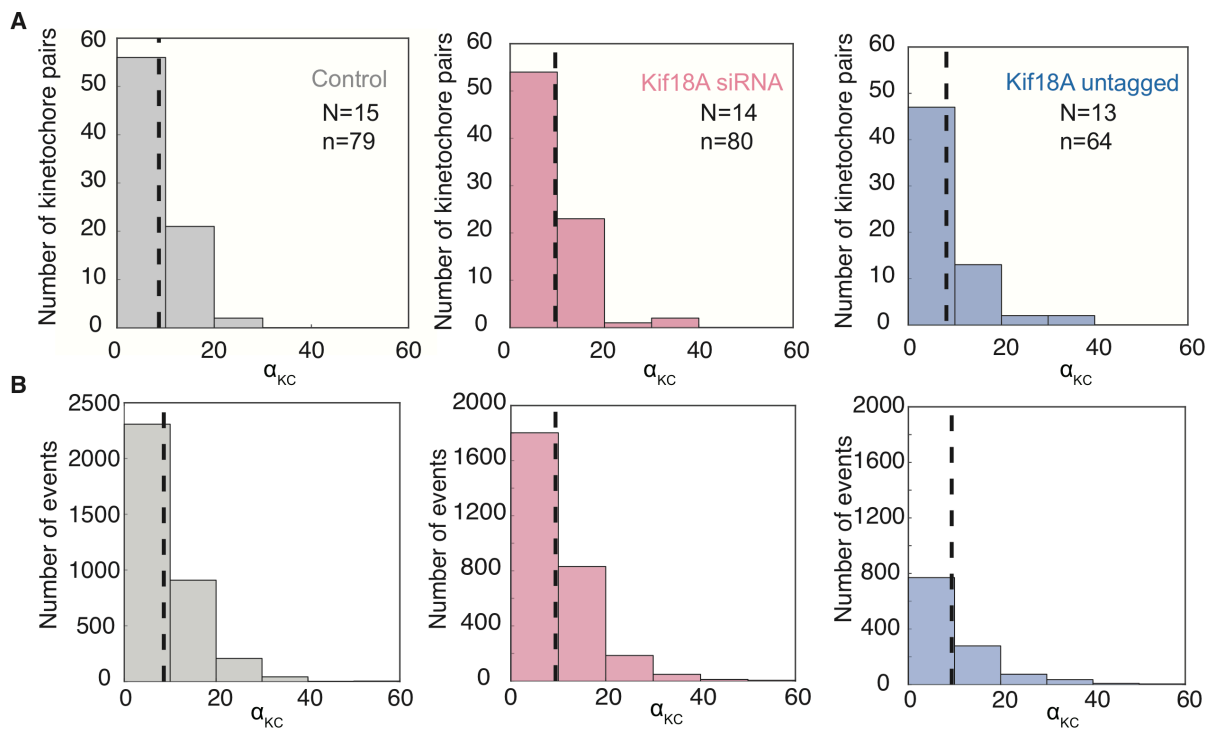 A
Number of kinetochore pairs
60
50
40
30
20
10
0
Control
N=15
n=79
0 20 40 60
αKC
Number of kinetochore pairs
60
50
40
30
20
10
0
Kif18A siRNA
N=14
n=80
0 20 40 60
αKC
Number of kinetochore pairs
60
50
40
30
20
10
0
Kif18A untagged
N=13
n=64
0 20 40 60
αKC
B
Number of events
2500
2000
1500
1000
500
0
0 20 40 60
αKC
Number of events
2000
1600
1200
800
400
0
0 20 40 60
αKC
Number of events
2000
1600
1200
800
400
0
0 20 40 60
αKC